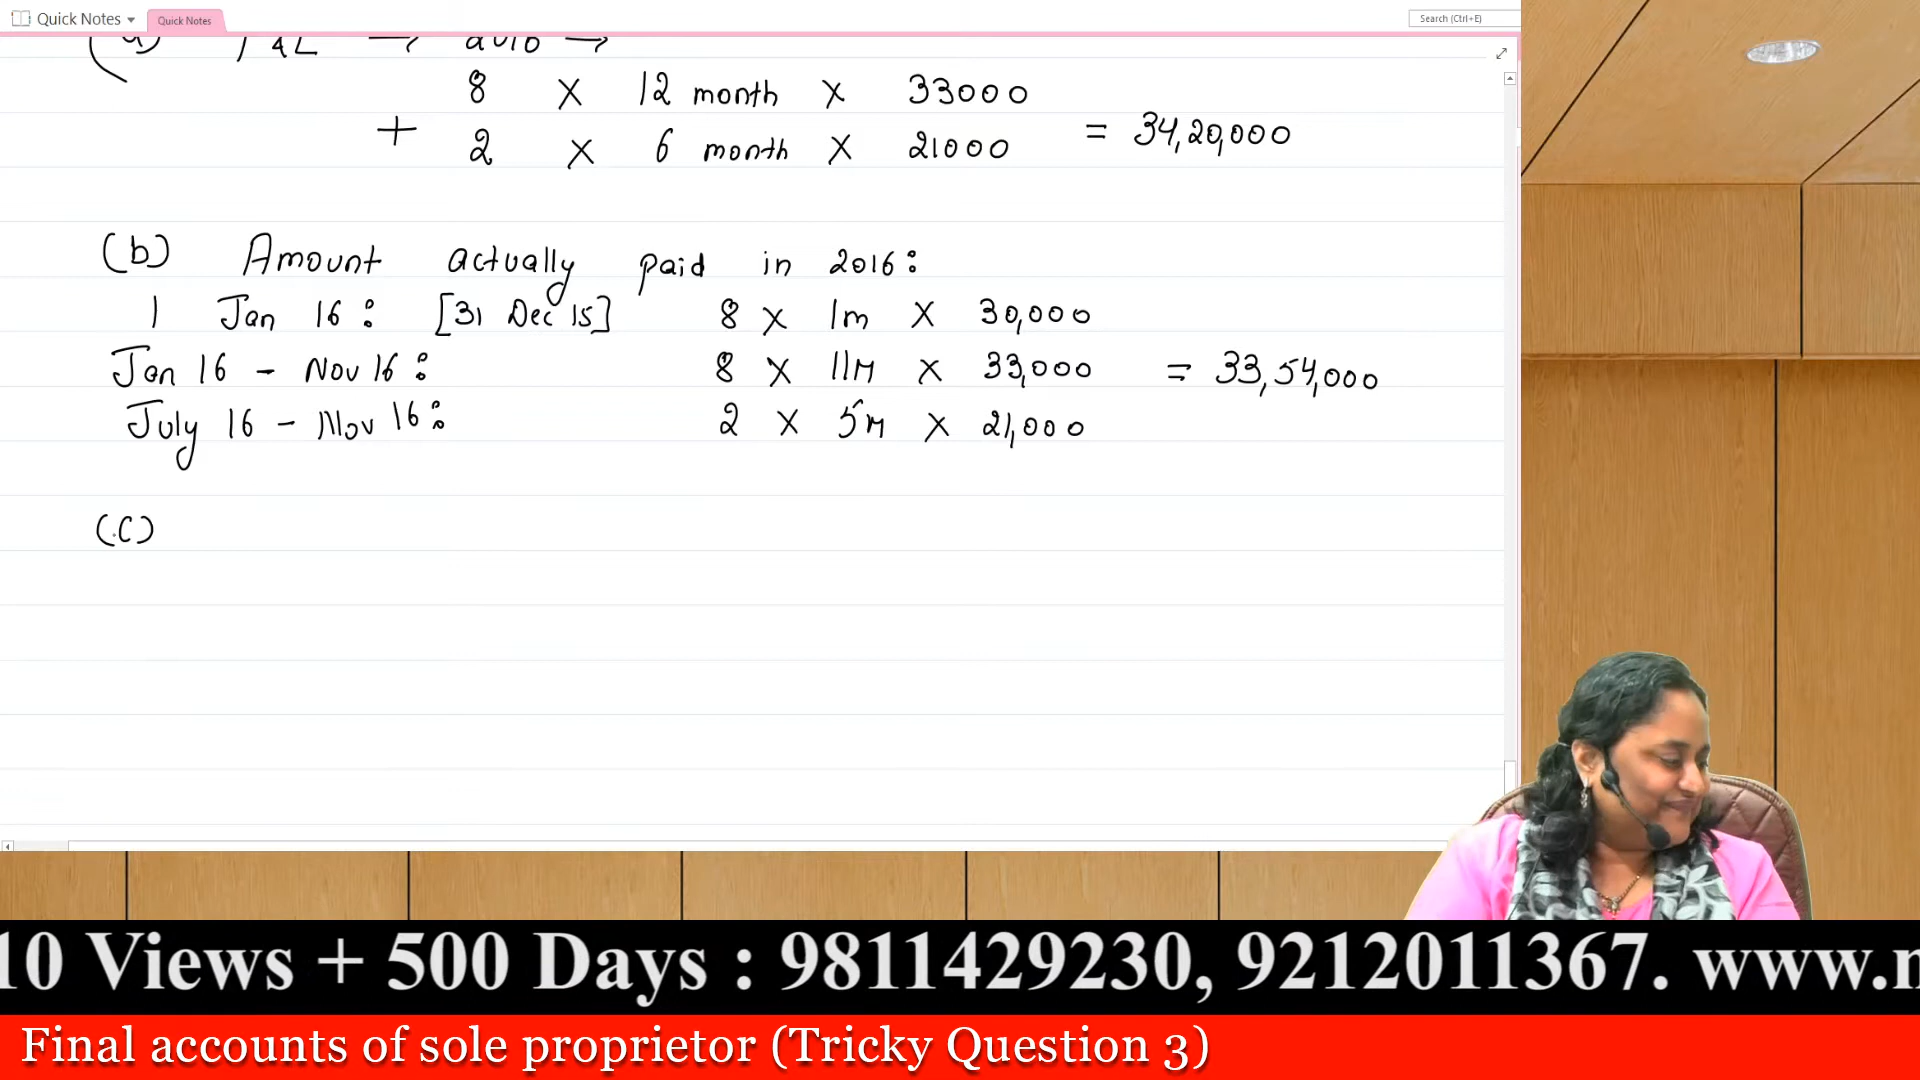 Quick Notes
Quick Notes
Search (Ctrl+E)
(a) P&L → 2016 →
8 X 12 month X 33000
+ 2 X 6 month X 21000 = 34,20,000
(b) Amount actually paid in 2016:
1 Jan 16: [31 Dec 15] 8 X 1m X 30,000
Jan 16 - Nov 16: 8 X 11M X 33,000 = 33,54,000
July 16 - Nov 16: 2 X 5M X 21,000
(C)
10 Views + 500 Days : 9811429230, 9212011367. www.
Final accounts of sole proprietor (Tricky Question 3)